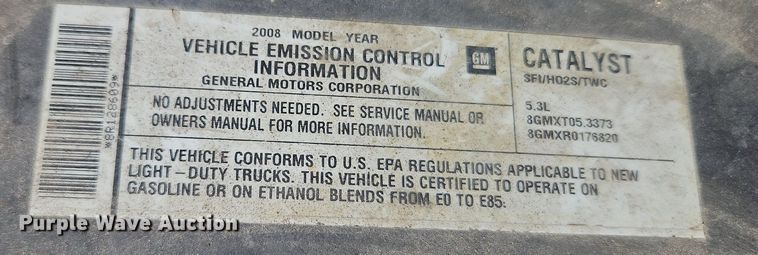 2008 MODEL YEAR
VEHICLE EMISSION CONTROL
INFORMATION
GENERAL MOTORS CORPORATION
GM
CATALYST
SFI/HO2S/TWC
5.3L
8GMXT05.3373
8GMXR0176820
NO ADJUSTMENTS NEEDED. SEE SERVICE MANUAL OR
OWNERS MANUAL FOR MORE INFORMATION.
THIS VEHICLE CONFORMS TO U.S. EPA REGULATIONS APPLICABLE TO NEW
LIGHT-DUTY TRUCKS. THIS VEHICLE IS CERTIFIED TO OPERATE ON
GASOLINE OR ON ETHANOL BLENDS FROM E0 TO E85.
*8R128609*
Purple Wave Auction